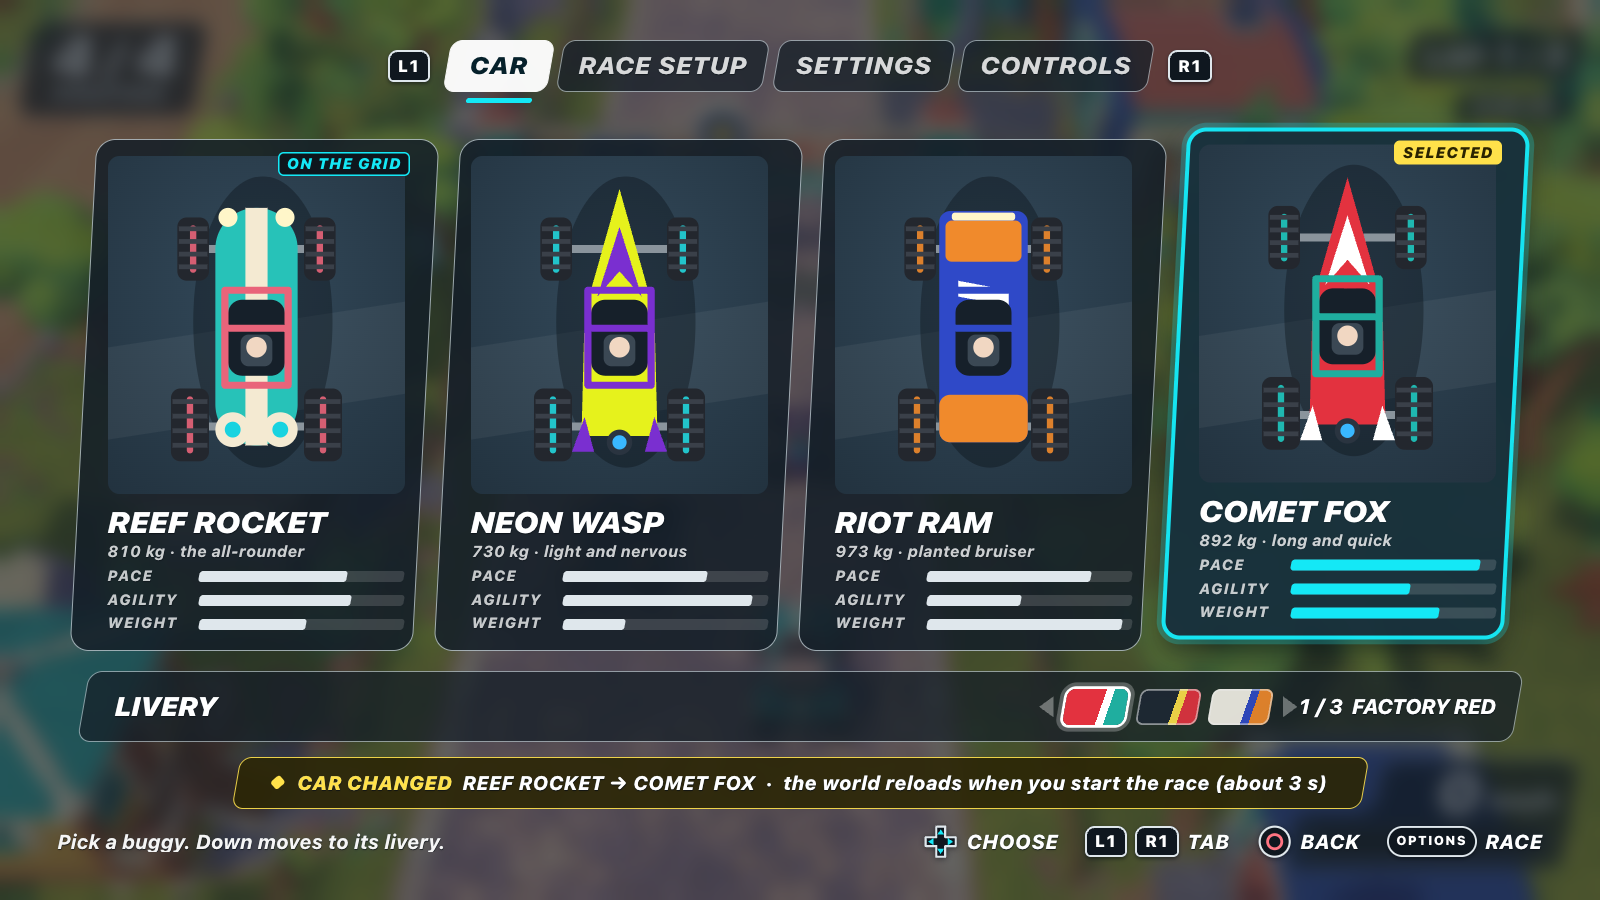 L1 CAR RACE SETUP SETTINGS CONTROLS R1
ON THE GRID
REEF ROCKET
810 kg · the all-rounder
PACE
AGILITY
WEIGHT
NEON WASP
730 kg · light and nervous
PACE
AGILITY
WEIGHT
RIOT RAM
973 kg · planted bruiser
PACE
AGILITY
WEIGHT
SELECTED
COMET FOX
892 kg · long and quick
PACE
AGILITY
WEIGHT
LIVERY 1 / 3 FACTORY RED
CAR CHANGED REEF ROCKET → COMET FOX · the world reloads when you start the race (about 3 s)
Pick a buggy. Down moves to its livery. CHOOSE L1 R1 TAB BACK OPTIONS RACE